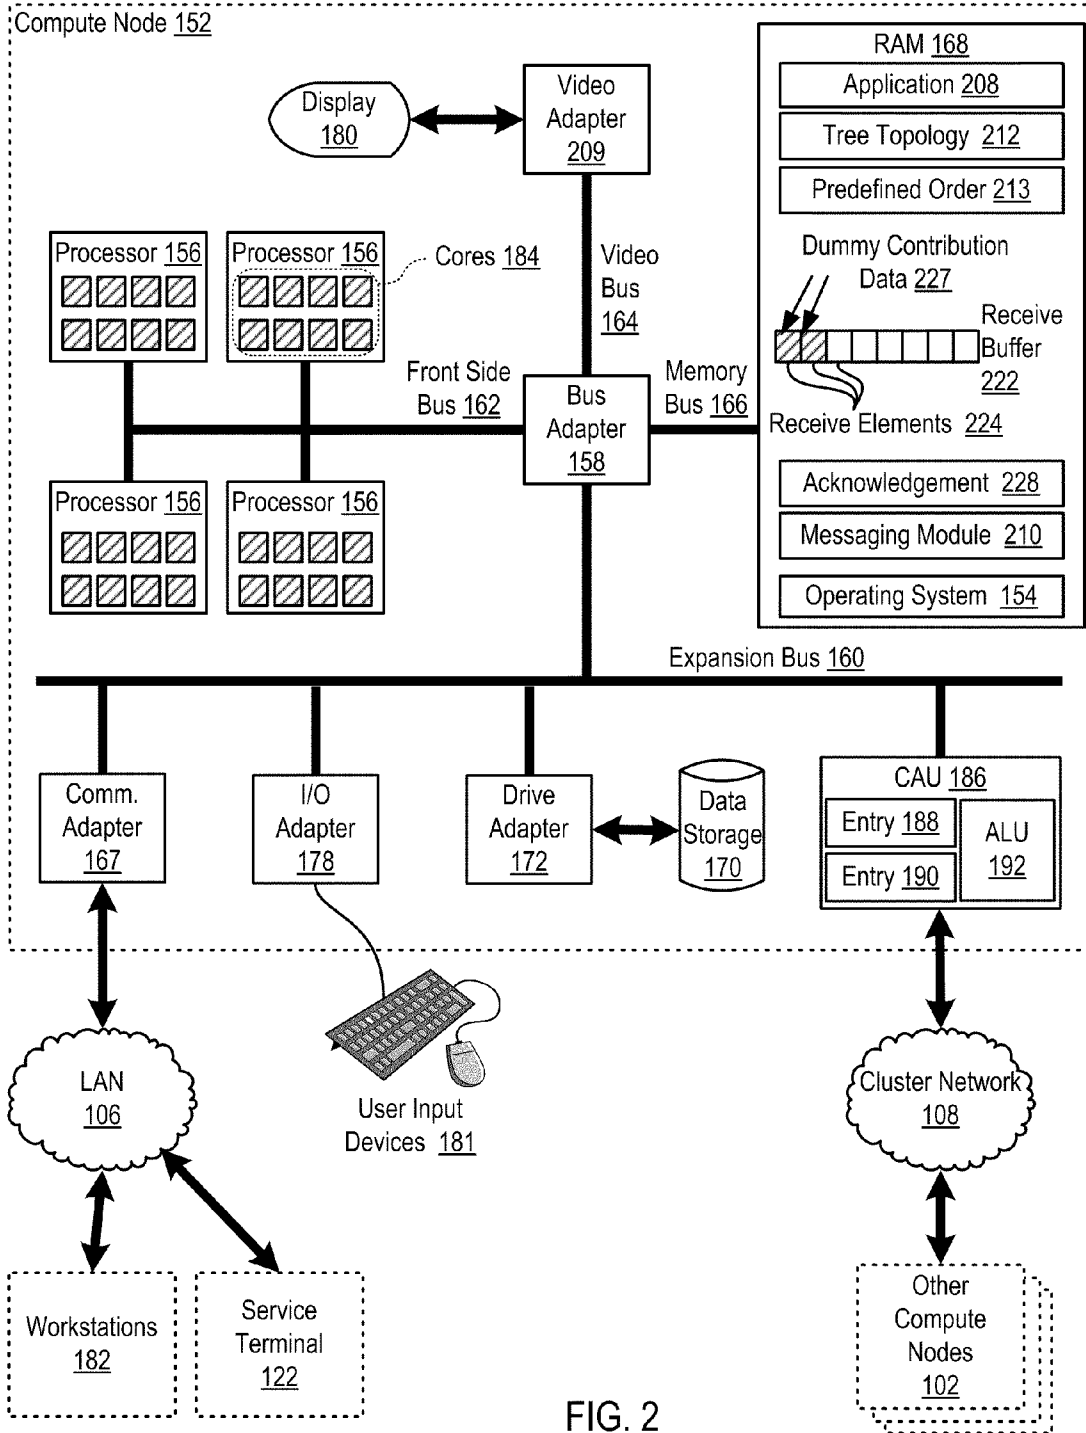 Compute Node 152
RAM 168
Application 208
Tree Topology 212
Predefined Order 213
Dummy Contribution
Data 227
Receive
Buffer
222
Receive Elements 224
Acknowledgement 228
Messaging Module 210
Operating System 154
Display
180
Video
Adapter
209
Processor 156
Processor 156
Cores 184
Video
Bus
164
Front Side
Bus 162
Bus
Adapter
158
Memory
Bus 166
Processor 156
Processor 156
Expansion Bus 160
Comm.
Adapter
167
I/O
Adapter
178
Drive
Adapter
172
Data
Storage
170
CAU 186
Entry 188
Entry 190
ALU
192
LAN
106
User Input
Devices 181
Cluster Network
108
Workstations
182
Service
Terminal
122
Other
Compute
Nodes
102
FIG. 2